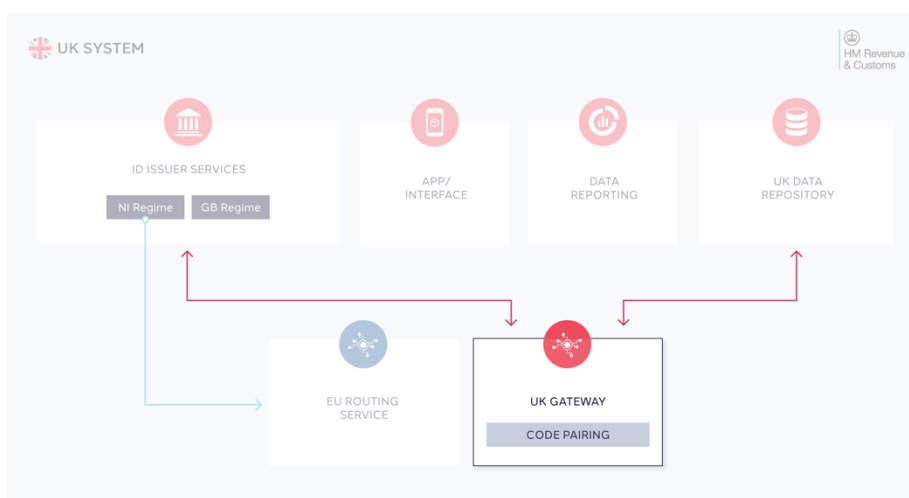 UK SYSTEM
HM Revenue
& Customs
ID ISSUER SERVICES
NI Regime
GB Regime
APP/
INTERFACE
DATA
REPORTING
UK DATA
REPOSITORY
EU ROUTING
SERVICE
UK GATEWAY
CODE PAIRING